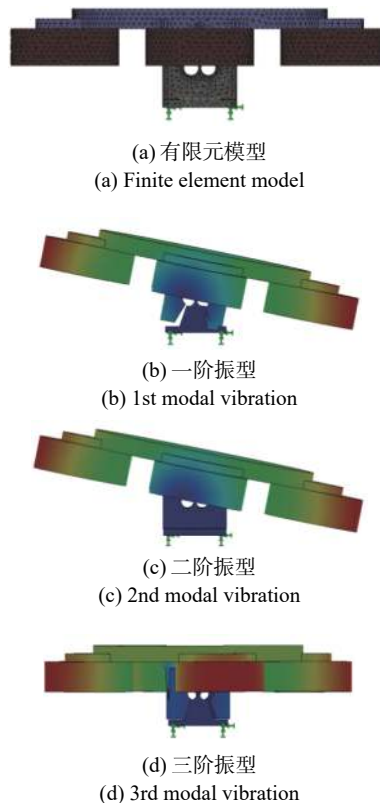 (a) 有限元模型
(a) Finite element model
(b) 一阶振型
(b) 1st modal vibration
(c) 二阶振型
(c) 2nd modal vibration
(d) 三阶振型
(d) 3rd modal vibration